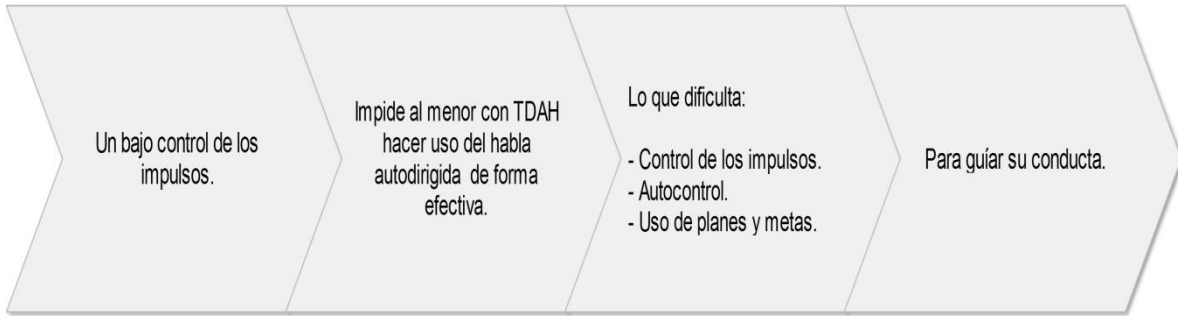 Un bajo control de los
impulsos.
Impide al menor con TDAH
hacer uso del habla
autodirigida de forma
efectiva.
Lo que dificulta:
- Control de los impulsos.
- Autocontrol.
- Uso de planes y metas.
Para guíar su conducta.